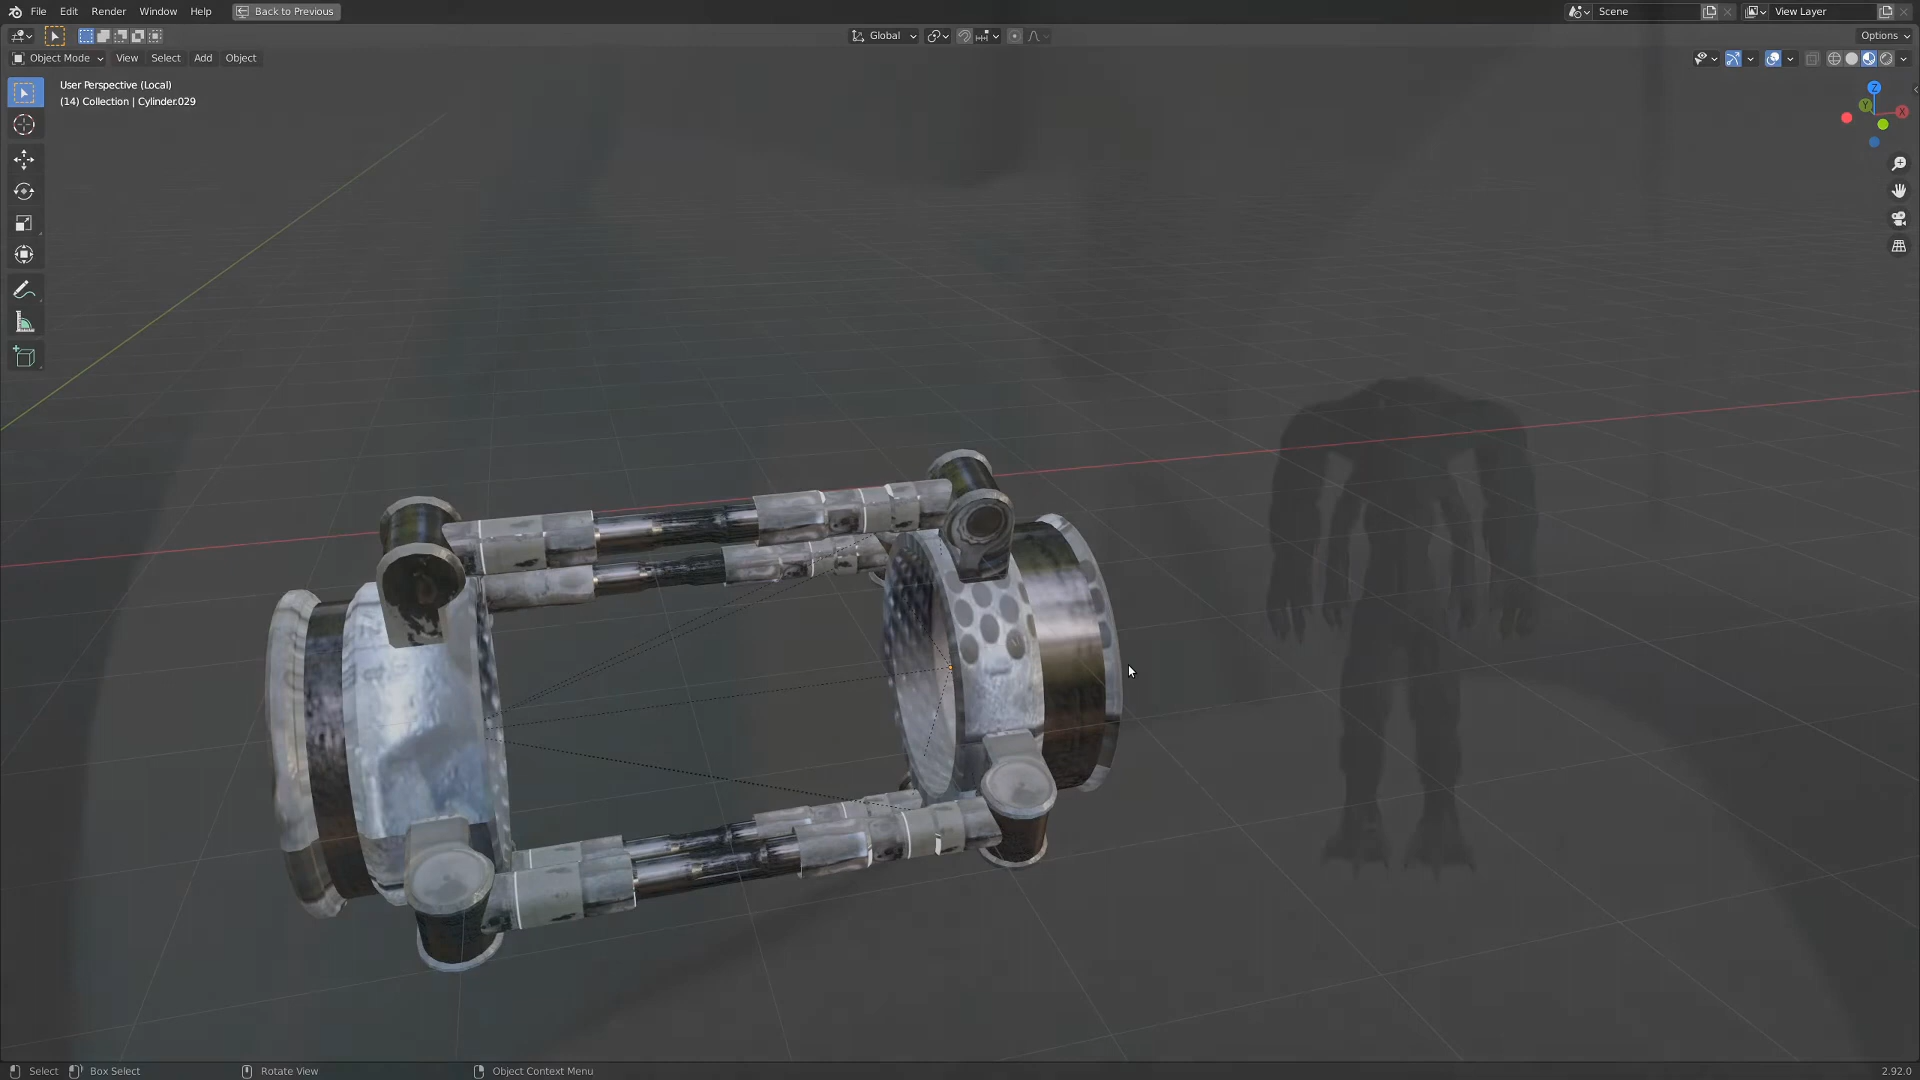 File Edit Render Window Help Back to Previous Scene View Layer
Global Options
Object Mode View Select Add Object
User Perspective (Local)
(14) Collection | Cylinder.029
Z
Y
X
Select Box Select Rotate View Object Context Menu 2.92.0